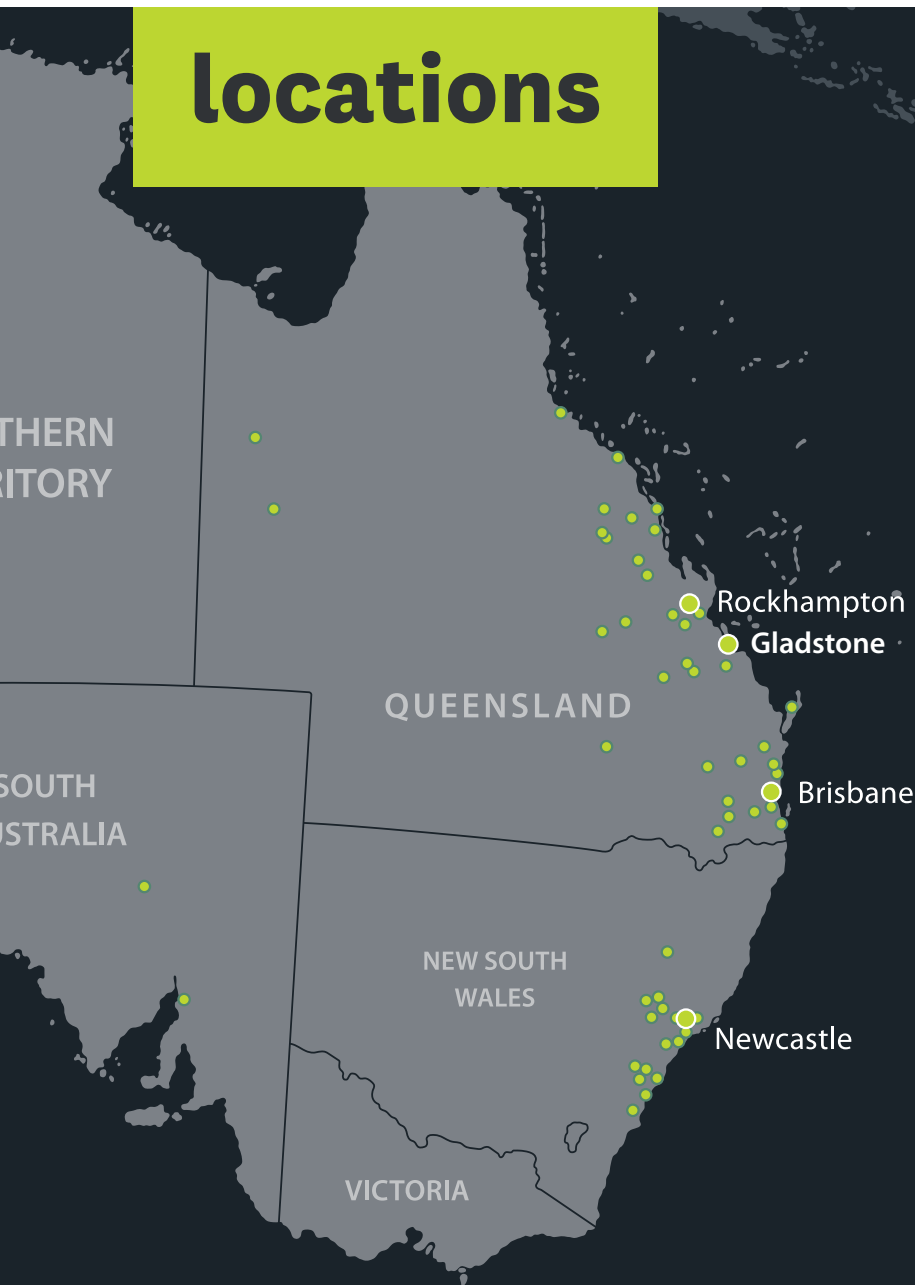 locations
THERN
RITORY
Rockhampton
Gladstone
QUEENSLAND
SOUTH
USTRALIA
Brisbane
NEW SOUTH
WALES
Newcastle
VICTORIA